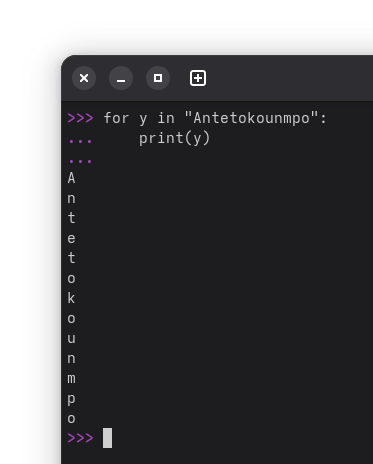 >>> for y in "Antetokounmpo":
...     print(y)
...
A
n
t
e
t
o
k
o
u
n
m
p
o
>>>